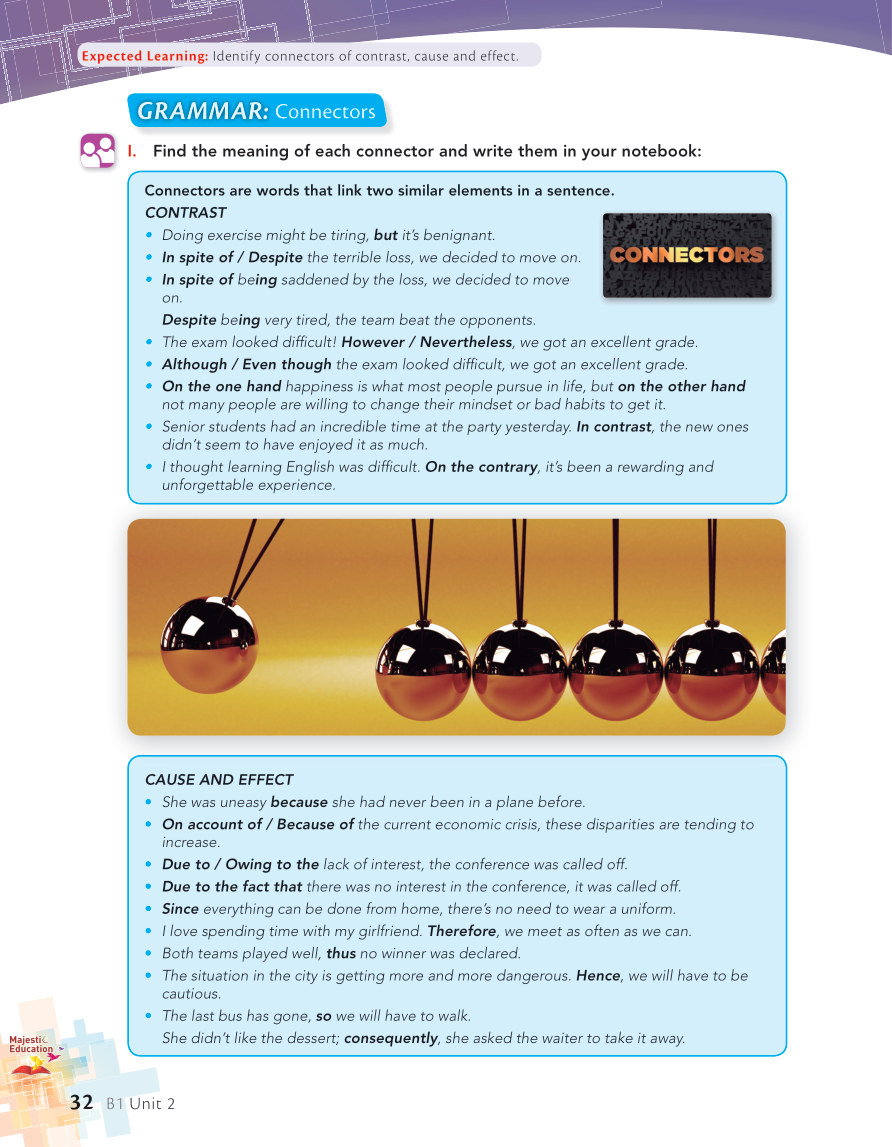 Expected Learning: Identify connectors of contrast, cause and effect.
GRAMMAR: Connectors
I. Find the meaning of each connector and write them in your notebook:
Connectors are words that link two similar elements in a sentence.
CONTRAST
• Doing exercise might be tiring, but it's benignant.
• In spite of / Despite the terrible loss, we decided to move on.
• In spite of being saddened by the loss, we decided to move
on.
Despite being very tired, the team beat the opponents.
• The exam looked difficult! However / Nevertheless, we got an excellent grade.
• Although / Even though the exam looked difficult, we got an excellent grade.
• On the one hand happiness is what most people pursue in life, but on the other hand
not many people are willing to change their mindset or bad habits to get it.
• Senior students had an incredible time at the party yesterday. In contrast, the new ones
didn't seem to have enjoyed it as much.
• I thought learning English was difficult. On the contrary, it's been a rewarding and
unforgettable experience.
CONNECTORS
CAUSE AND EFFECT
• She was uneasy because she had never been in a plane before.
• On account of / Because of the current economic crisis, these disparities are tending to
increase.
• Due to / Owing to the lack of interest, the conference was called off.
• Due to the fact that there was no interest in the conference, it was called off.
• Since everything can be done from home, there's no need to wear a uniform.
• I love spending time with my girlfriend. Therefore, we meet as often as we can.
• Both teams played well, thus no winner was declared.
• The situation in the city is getting more and more dangerous. Hence, we will have to be
cautious.
• The last bus has gone, so we will have to walk.
She didn't like the dessert; consequently, she asked the waiter to take it away.
Majestic
Education
32 B1 Unit 2